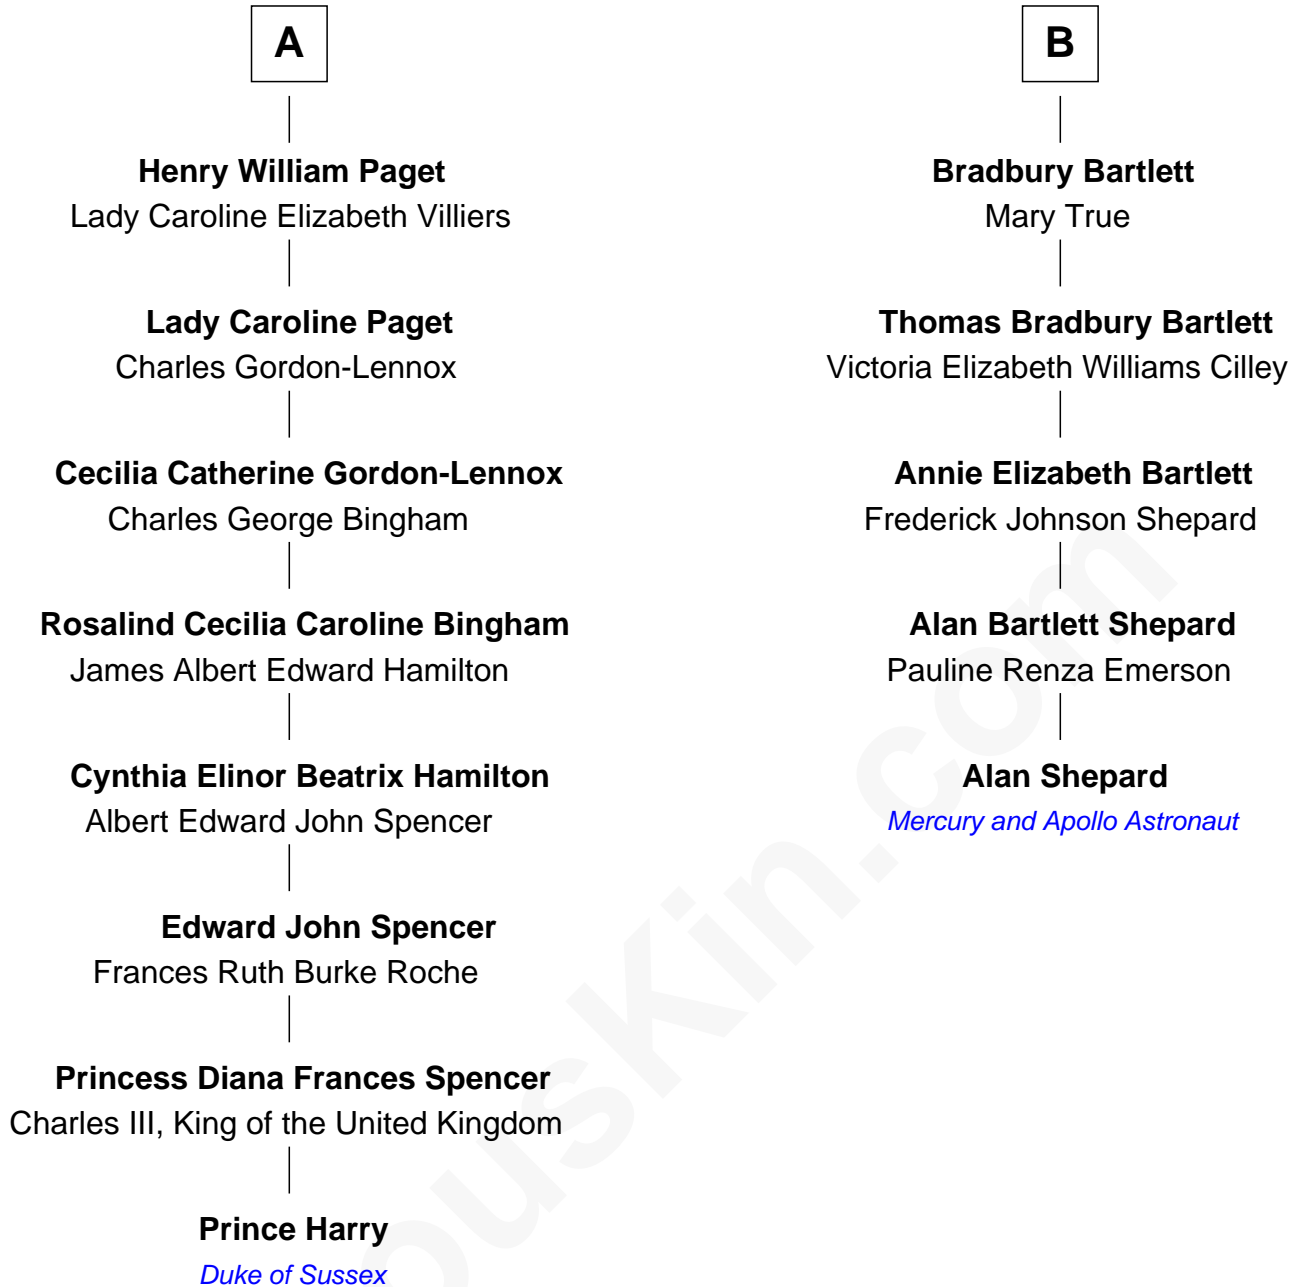 A
Henry William Paget
Lady Caroline Elizabeth Villiers
Lady Caroline Paget
Charles Gordon-Lennox
Cecilia Catherine Gordon-Lennox
Charles George Bingham
Rosalind Cecilia Caroline Bingham
James Albert Edward Hamilton
Cynthia Elinor Beatrix Hamilton
Albert Edward John Spencer
Edward John Spencer
Frances Ruth Burke Roche
Princess Diana Frances Spencer
Charles III, King of the United Kingdom
Prince Harry
Duke of Sussex
B
Bradbury Bartlett
Mary True
Thomas Bradbury Bartlett
Victoria Elizabeth Williams Cilley
Annie Elizabeth Bartlett
Frederick Johnson Shepard
Alan Bartlett Shepard
Pauline Renza Emerson
Alan Shepard
Mercury and Apollo Astronaut
ousKin.com